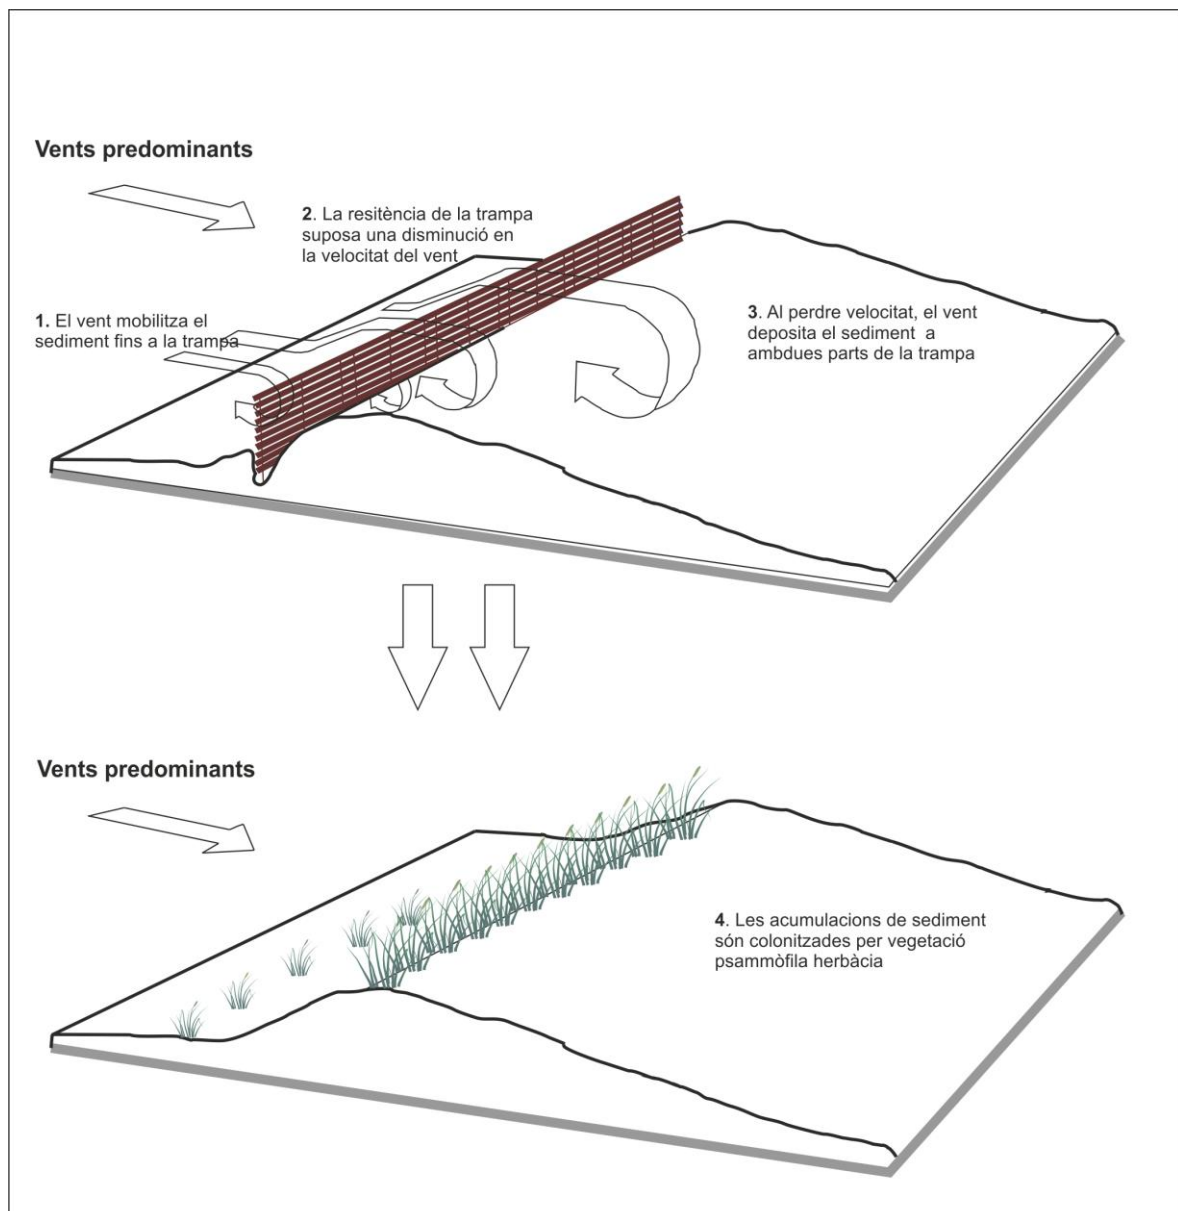 Vents predominants
2. La resitència de la trampa
suposa una disminució en
la velocitat del vent
1. El vent mobilitza el
sediment fins a la trampa
3. Al perdre velocitat, el vent
deposita el sediment a
ambdues parts de la trampa
Vents predominants
4. Les acumulacions de sediment
són colonitzades per vegetació
psammòfila herbàcia